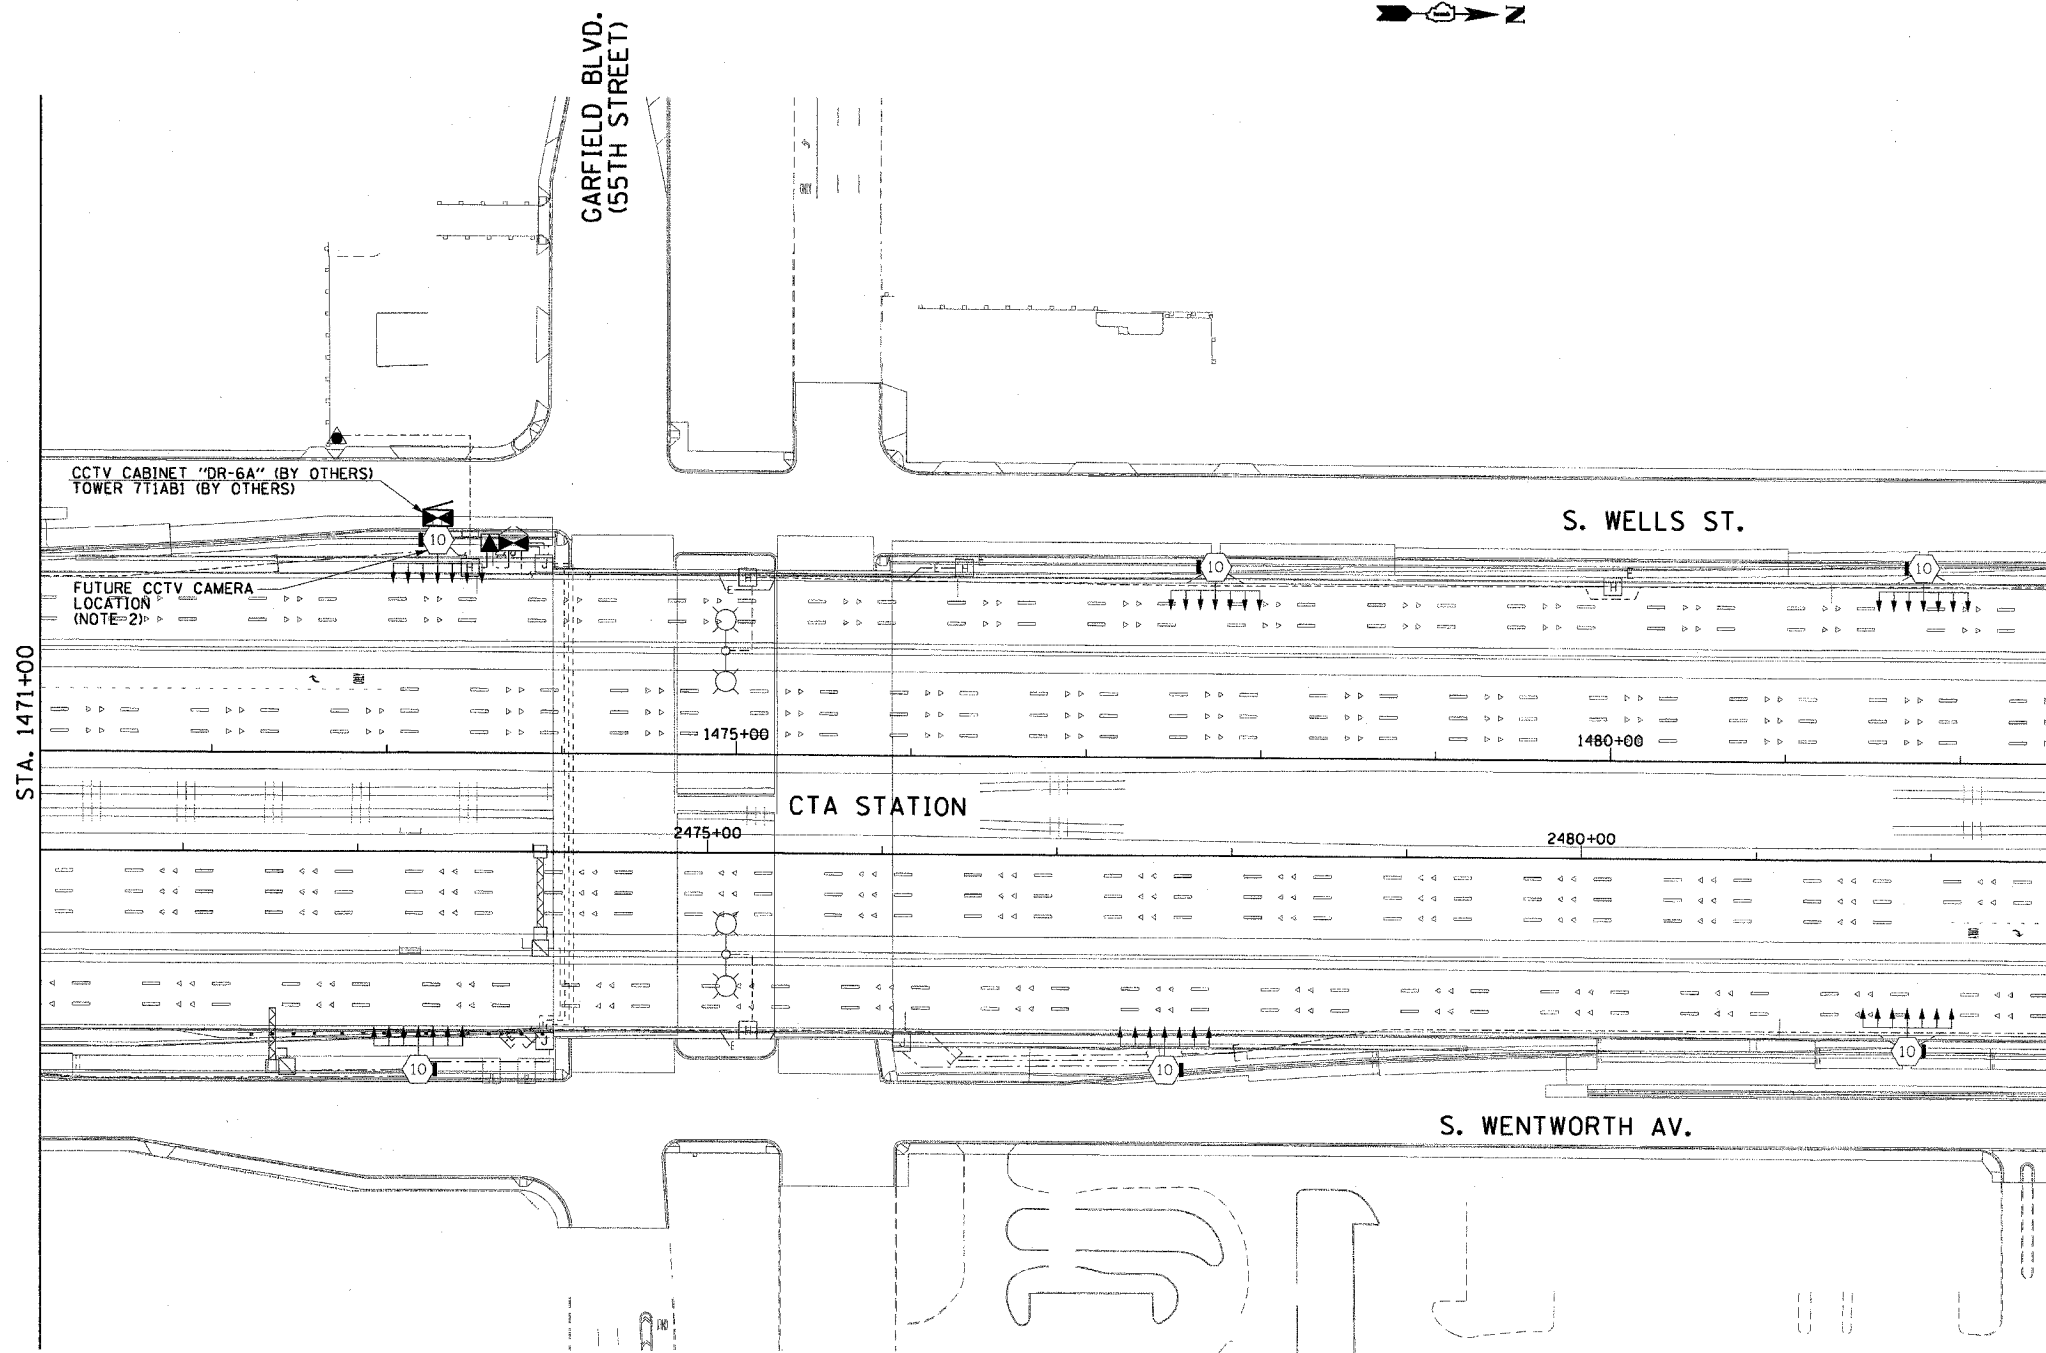 N
GARFIELD BLVD.
(55TH STREET)
CCTV CABINET "DR-6A" (BY OTHERS)
TOWER 7T1AB1 (BY OTHERS)
S. WELLS ST.
10
10
10
H
H
H
H
E
E
E
J
FUTURE CCTV CAMERA
LOCATION
(NOTE 2)
STA. 1471+00
1475+00
1480+00
CTA STATION
2475+00
2480+00
H
E
J
10
10
10
S. WENTWORTH AV.